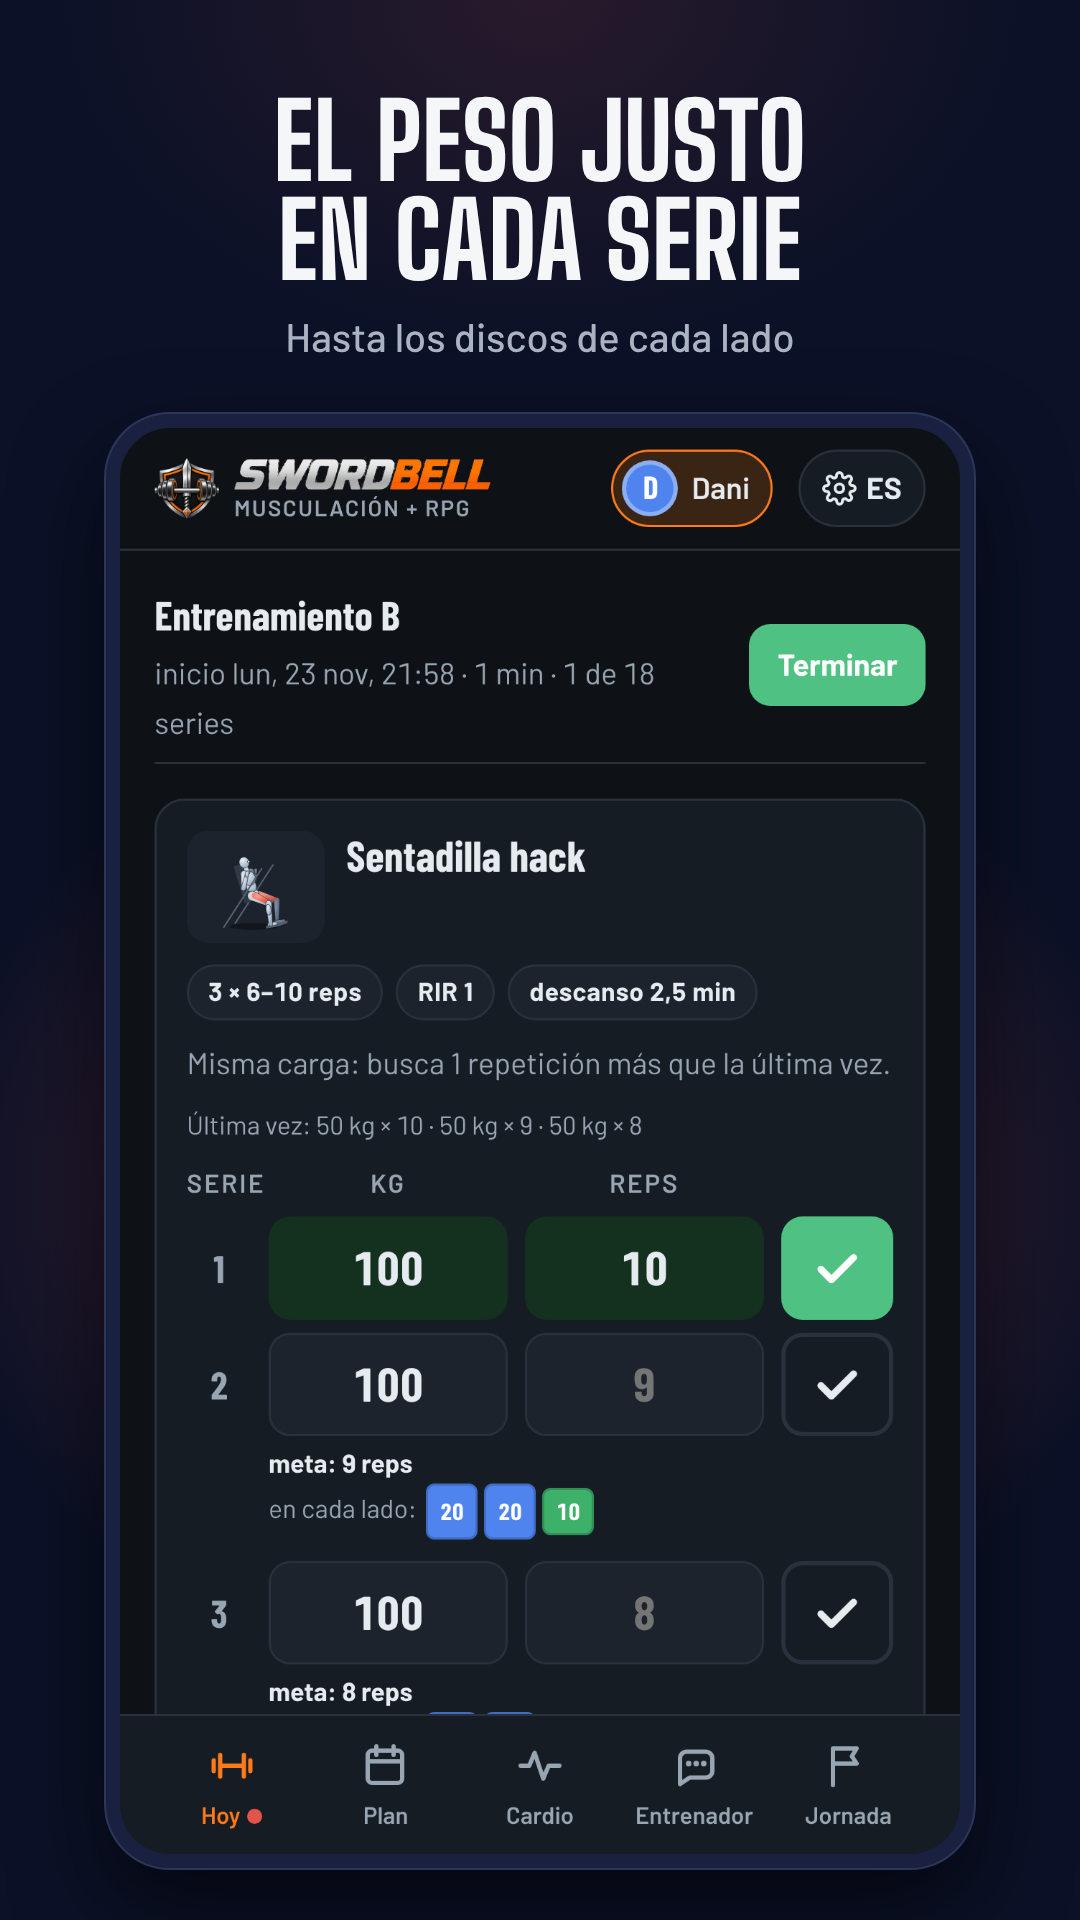 EL PESO JUSTO
EN CADA SERIE
Hasta los discos de cada lado
SWORDBELL
MUSCULACIÓN + RPG
D Dani
ES
Entrenamiento B
inicio lun, 23 nov, 21:58 · 1 min · 1 de 18
series
Terminar
Sentadilla hack
3 × 6–10 reps RIR 1 descanso 2,5 min
Misma carga: busca 1 repetición más que la última vez.
Última vez: 50 kg × 10 · 50 kg × 9 · 50 kg × 8
SERIE KG REPS
1 100 10
2 100 9
meta: 9 reps
en cada lado: 20 20 10
3 100 8
meta: 8 reps
Hoy Plan Cardio Entrenador Jornada